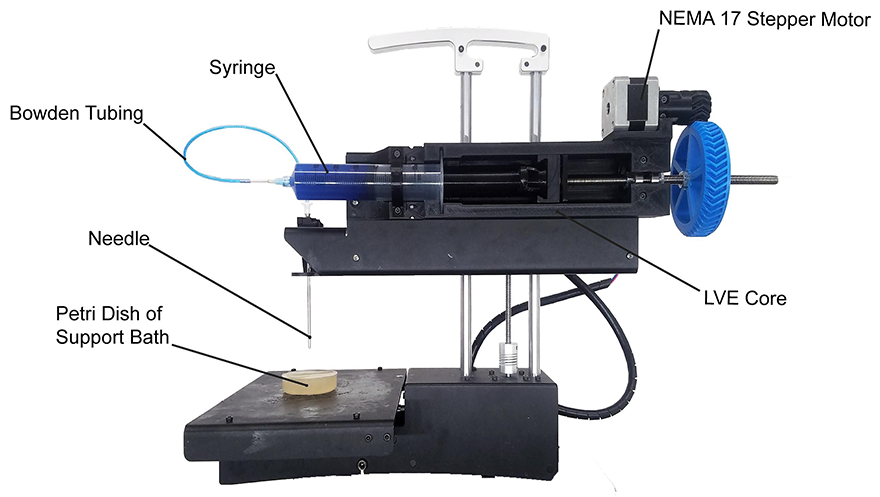 NEMA 17 Stepper Motor
Syringe
Bowden Tubing
Needle
LVE Core
Petri Dish of
Support Bath